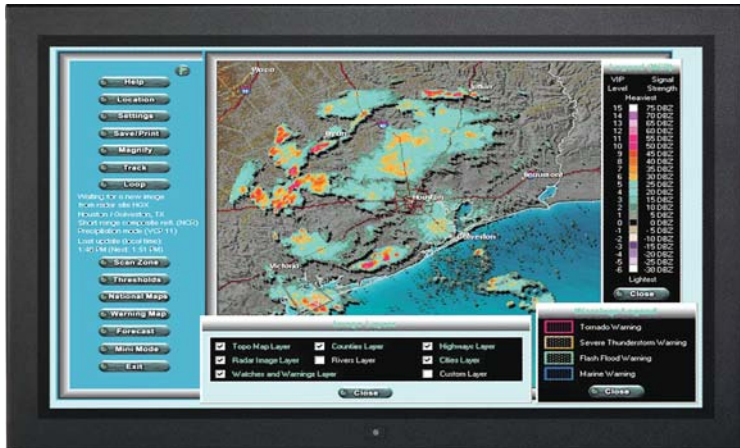 Help
Location
Settings
Save/Print
Magnify
Track
Loop
Waiting for a new image
from radar site HGX
Houston / Galveston, TX
Short range composite refl. (NCR)
Precipitation mode (VCP 11)
Last update (local time):
1:46 PM (Next: 1:51 PM)
Scan Zone
Thresholds
National Maps
Warning Map
Forecast
Mini Mode
Exit
Waco
Lufkin
Bryan
Beaumont
Houston
Galveston
Victoria
VIP Signal
Level Strength
Heaviest
15 75 DBZ
14 70 DBZ
13 65 DBZ
12 60 DBZ
11 55 DBZ
10 50 DBZ
9 45 DBZ
8 40 DBZ
7 35 DBZ
6 30 DBZ
5 25 DBZ
4 20 DBZ
3 15 DBZ
2 10 DBZ
1 5 DBZ
0 0 DBZ
-1 -5 DBZ
-2 -10 DBZ
-3 -15 DBZ
-4 -20 DBZ
-5 -25 DBZ
-6 -30 DBZ
Lightest
Close
Topo Map Layer Counties Layer Highways Layer
Radar Image Layer Rivers Layer Cities Layer
Watches and Warnings Layer Custom Layer
Close
Warnings Legend
Tornado Warning
Severe Thunderstorm Warning
Flash Flood Warning
Marine Warning
Close